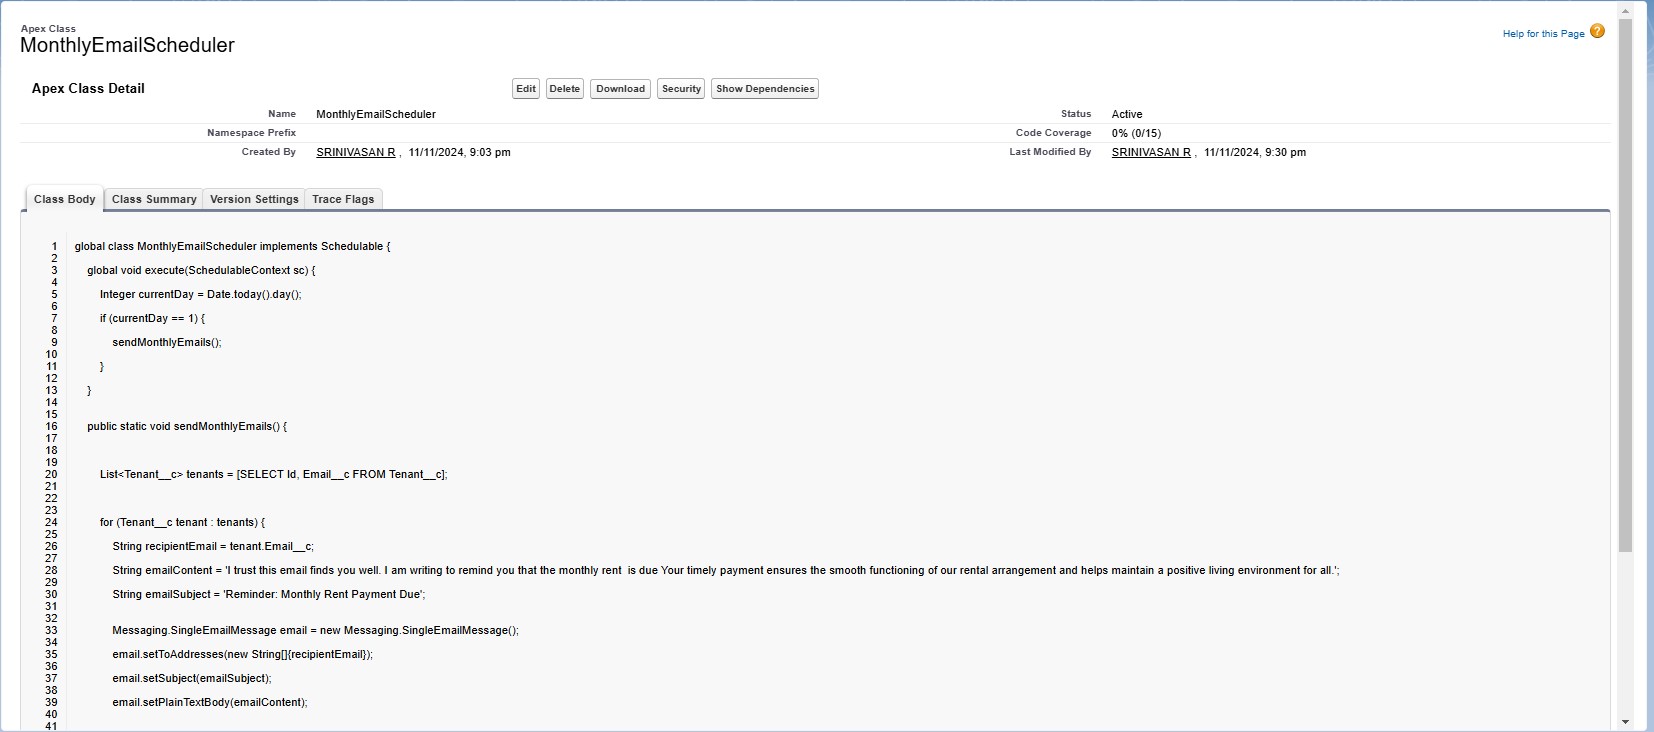 Apex Class
MonthlyEmailScheduler
Help for this Page ?
Apex Class Detail
Edit Delete Download Security Show Dependencies
Name MonthlyEmailScheduler Status Active
Namespace Prefix Code Coverage 0% (0/15)
Created By SRINIVASAN R , 11/11/2024, 9:03 pm Last Modified By SRINIVASAN R , 11/11/2024, 9:30 pm
Class Body Class Summary Version Settings Trace Flags
1 global class MonthlyEmailScheduler implements Schedulable {
2
3 global void execute(SchedulableContext sc) {
4
5 Integer currentDay = Date.today().day();
6
7 if (currentDay == 1) {
8
9 sendMonthlyEmails();
10
11 }
12
13 }
14
15
16 public static void sendMonthlyEmails() {
17
18
19
20 List<Tenant__c> tenants = [SELECT Id, Email__c FROM Tenant__c];
21
22
23
24 for (Tenant__c tenant : tenants) {
25
26 String recipientEmail = tenant.Email__c;
27
28 String emailContent = 'I trust this email finds you well. I am writing to remind you that the monthly rent  is due Your timely payment ensures the smooth functioning of our rental arrangement and helps maintain a positive living environment for all.';
29
30 String emailSubject = 'Reminder: Monthly Rent Payment Due';
31
32
33 Messaging.SingleEmailMessage email = new Messaging.SingleEmailMessage();
34
35 email.setToAddresses(new String[]{recipientEmail});
36
37 email.setSubject(emailSubject);
38
39 email.setPlainTextBody(emailContent);
40
41